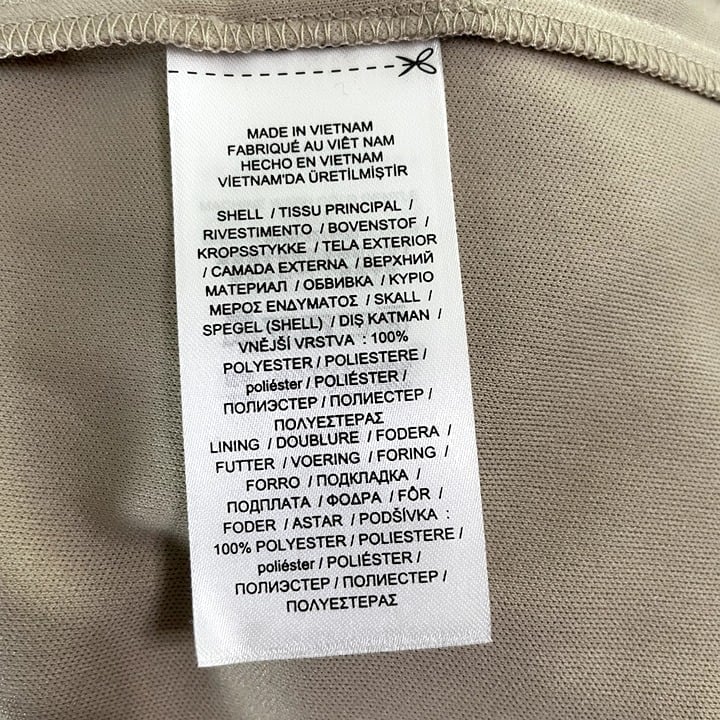 MADE IN VIETNAM
FABRIQUÉ AU VIÊT NAM
HECHO EN VIETNAM
VİETNAM'DA ÜRETİLMİŞTİR
SHELL / TISSU PRINCIPAL /
RIVESTIMENTO / BOVENSTOF /
KROPSSTYKKE / TELA EXTERIOR
/ CAMADA EXTERNA / ВЕРХНИЙ
МАТЕРИАЛ / ОБВИВКА / ΚΥΡΙΟ
ΜΕΡΟΣ ΕΝΔΥΜΑΤΟΣ / SKALL /
SPEGEL (SHELL) / DIŞ KATMAN /
VNĚJŠÍ VRSTVA : 100%
POLYESTER / POLIESTERE /
poliéster / POLIÉSTER /
ПОЛИЭСТЕР / ПОЛИЕСТЕР /
ΠΟΛΥΕΣΤΕΡΑΣ
LINING / DOUBLURE / FODERA /
FUTTER / VOERING / FORING /
FORRO / ПОДКЛАДКА /
ПОДПЛАТА / ΦΟΔΡΑ / FÔR /
FODER / ASTAR / PODŠÍVKA :
100% POLYESTER / POLIESTERE /
poliéster / POLIÉSTER /
ПОЛИЭСТЕР / ПОЛИЕСТЕР /
ΠΟΛΥΕΣΤΕΡΑΣ